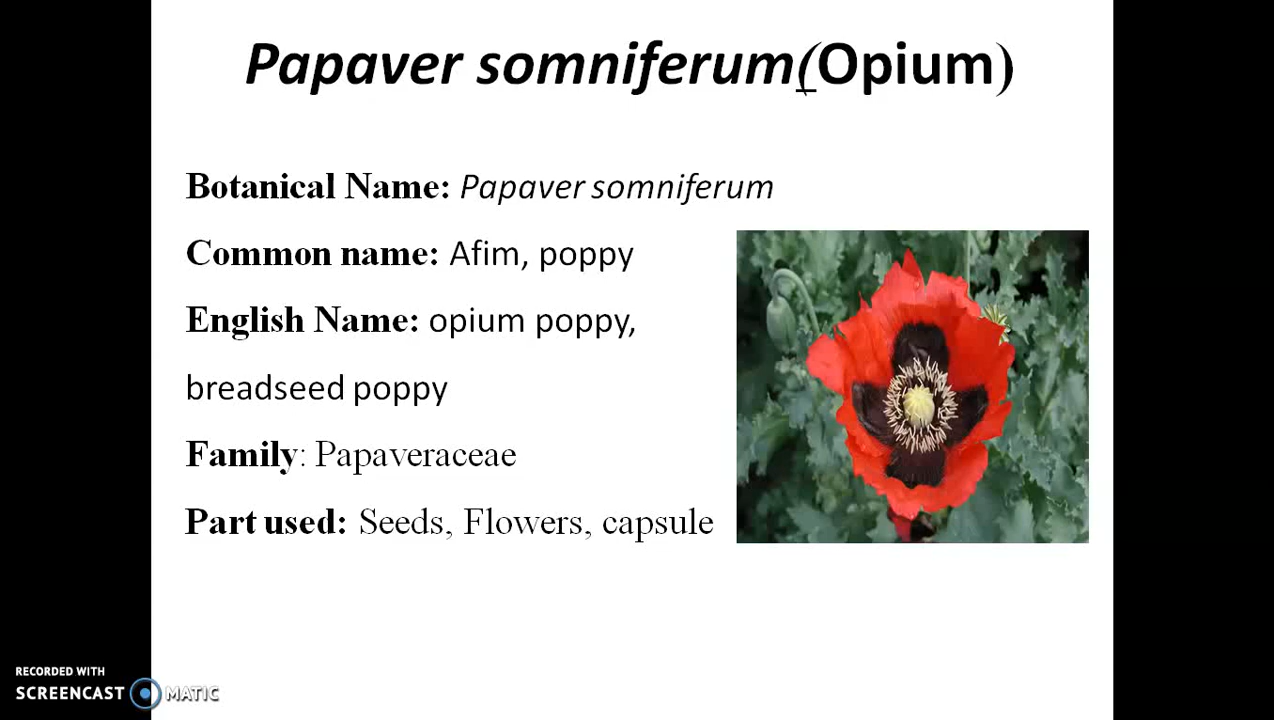 Papaver somniferum(Opium)
Botanical Name: Papaver somniferum
Common name: Afim, poppy
English Name: opium poppy,
breadseed poppy
Family: Papaveraceae
Part used: Seeds, Flowers, capsule
RECORDED WITH
SCREENCAST MATIC